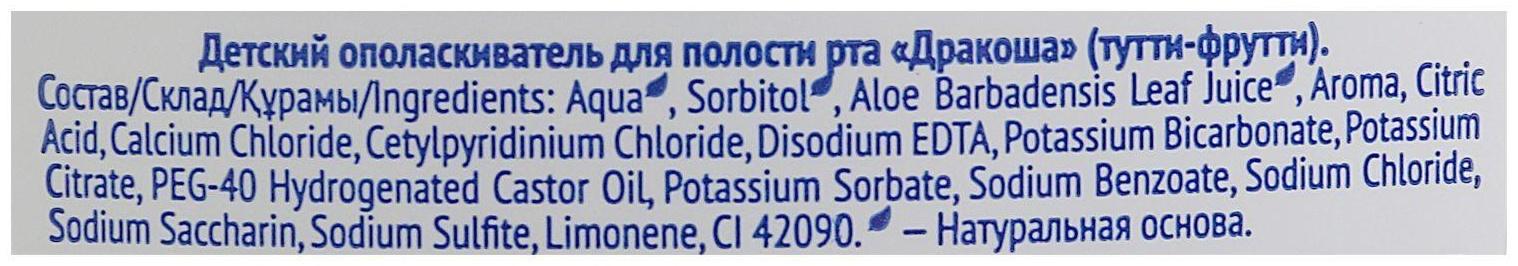 Детский ополаскиватель для полости рта «Дракоша» (тутти-фрутти).
Состав/Склад/Құрамы/Ingredients: Aqua, Sorbitol, Aloe Barbadensis Leaf Juice, Aroma, Citric
Acid, Calcium Chloride, Cetylpyridinium Chloride, Disodium EDTA, Potassium Bicarbonate, Potassium
Citrate, PEG-40 Hydrogenated Castor Oil, Potassium Sorbate, Sodium Benzoate, Sodium Chloride,
Sodium Saccharin, Sodium Sulfite, Limonene, CI 42090. – Натуральная основа.